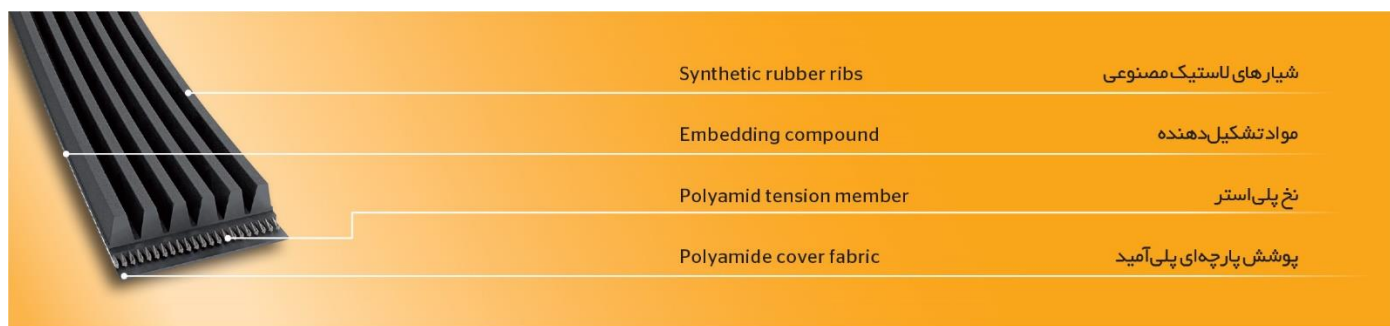 Synthetic rubber ribs شیارهای لاستیک مصنوعی
Embedding compound مواد تشکیل‌دهنده
Polyamid tension member نخ پلی‌استر
Polyamide cover fabric پوشش پارچه‌ای پلی‌آمید